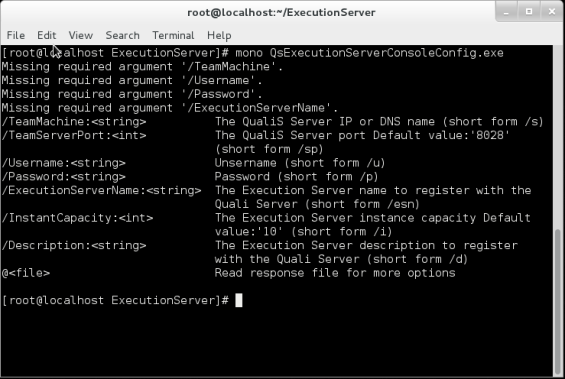 root@localhost:~/ExecutionServer
File Edit View Search Terminal Help
[root@localhost ExecutionServer]# mono QsExecutionServerConsoleConfig.exe
Missing required argument '/TeamMachine'.
Missing required argument '/Username'.
Missing required argument '/Password'.
Missing required argument '/ExecutionServerName'.
/TeamMachine:<string> The QualiS Server IP or DNS name (short form /s)
/TeamServerPort:<int> The QualiS Server port Default value:'8028'
(short form /sp)
/Username:<string> Unsername (short form /u)
/Password:<string> Password (short form /p)
/ExecutionServerName:<string> The Execution Server name to register with the
Quali Server (short form /esn)
/InstantCapacity:<int> The Execution Server instance capacity Default
value:'10' (short form /i)
/Description:<string> The Execution Server description to register
with the Quali Server (short form /d)
@<file> Read response file for more options
[root@localhost ExecutionServer]#